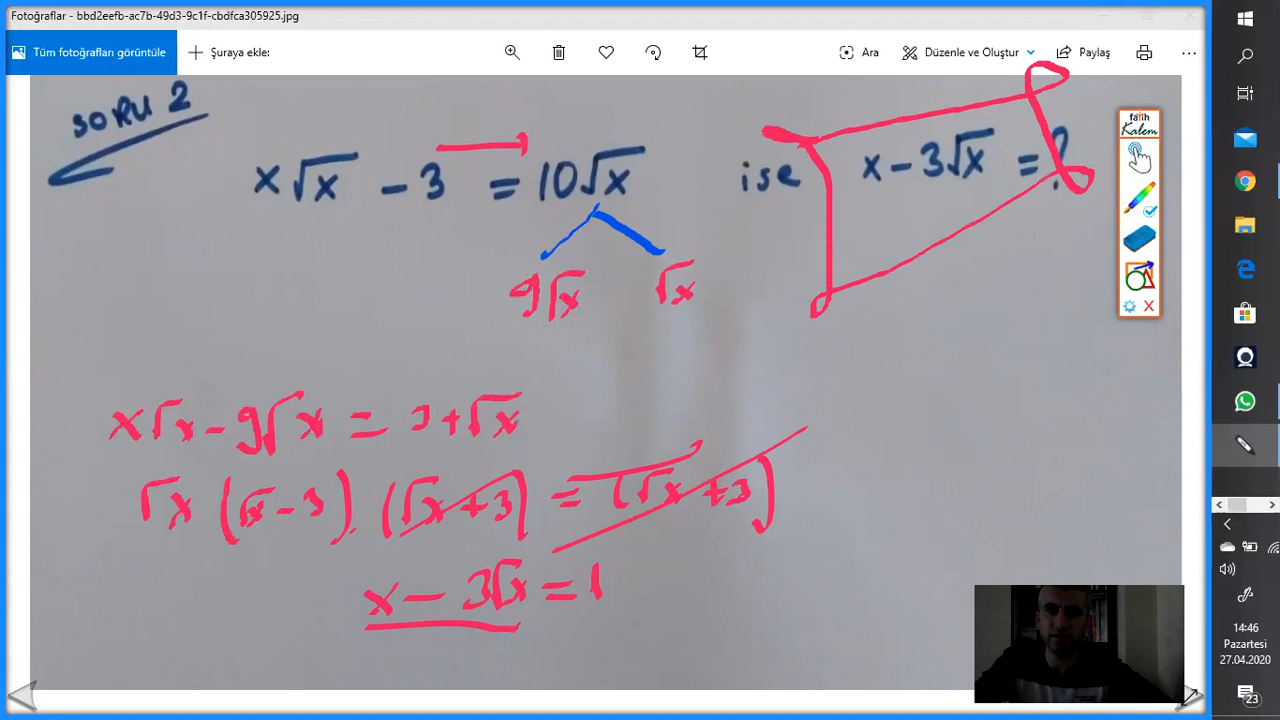 Fotoğraflar - bbd2eefb-ac7b-49d3-9c1f-cbdfca305925.jpg
Tüm fotoğrafları görüntüle
Şuraya ekle:
Ara
Düzenle ve Oluştur
Paylaş
SORU 2
x√x - 3 = 10√x ise x - 3√x = ?
9√x √x
x√x - 9√x = 3 + √x
√x (√x - 3) . (√x + 3) = (√x + 3)
x - 3√x = 1
fatih
Kalem
14:46
Pazartesi
27.04.2020
23